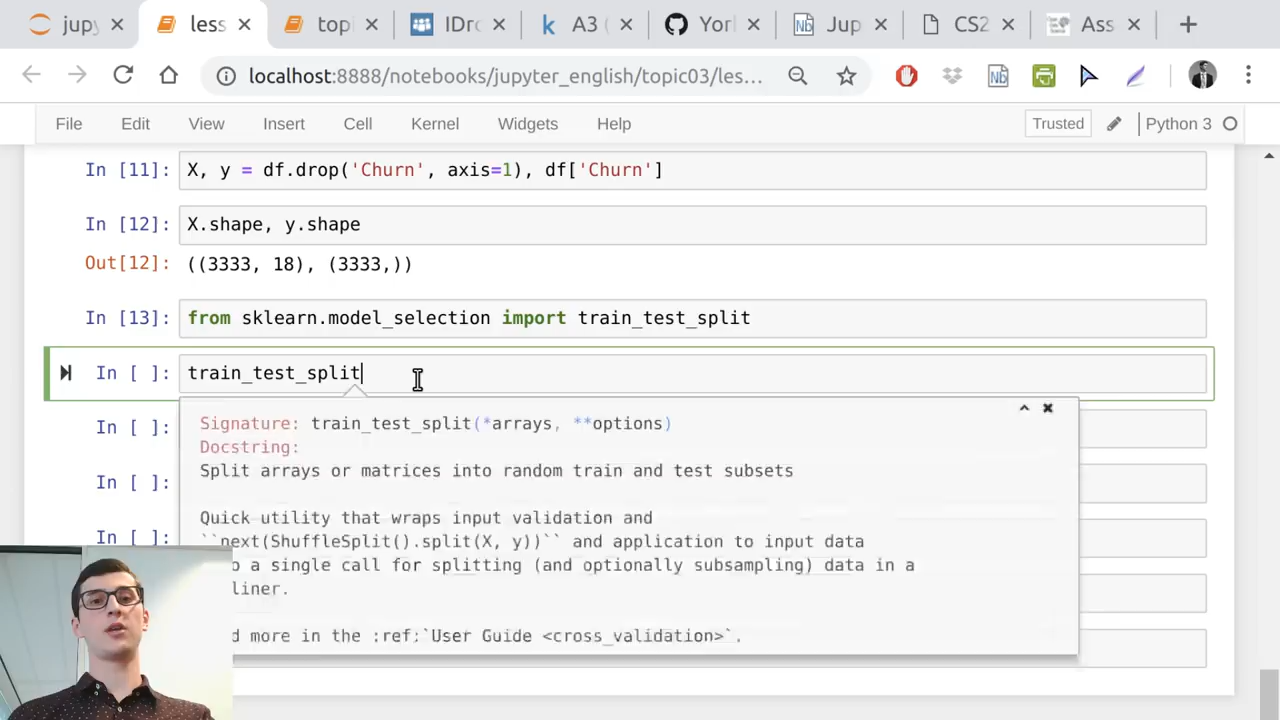 jupy
less
top
IDro
A3 (
Yorl
Jup
CS2
Ass
localhost:8888/notebooks/jupyter_english/topic03/les...
File Edit View Insert Cell Kernel Widgets Help Trusted Python 3
In [11]: X, y = df.drop('Churn', axis=1), df['Churn']
In [12]: X.shape, y.shape
Out[12]: ((3333, 18), (3333,))
In [13]: from sklearn.model_selection import train_test_split
In [ ]: train_test_split
Signature: train_test_split(*arrays, **options)
In [ ]:
Docstring:
Split arrays or matrices into random train and test subsets
In [ ]:
Quick utility that wraps input validation and
In [ ]:
``next(ShuffleSplit().split(X, y))`` and application to input data
a single call for splitting (and optionally subsampling) data in a
liner.
more in the :ref:`User Guide <cross_validation>`.